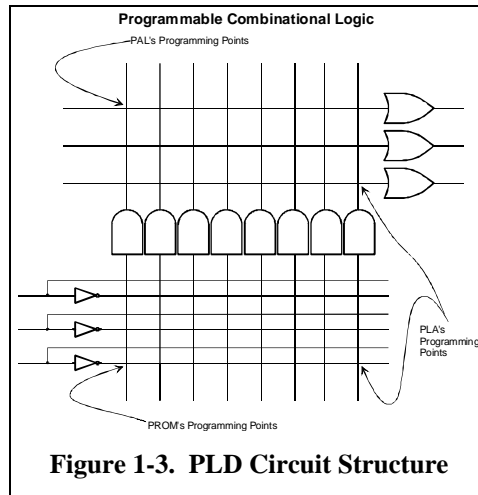 Programmable Combinational Logic
PAL's Programming Points
PLA's
Programming
Points
PROM's Programming Points
Figure 1-3. PLD Circuit Structure